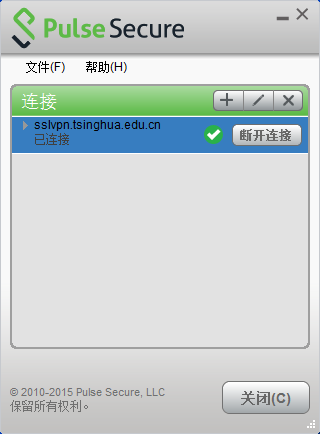 Pulse Secure
文件(F) 帮助(H)
连接
sslvpn.tsinghua.edu.cn
已连接
断开连接
© 2010-2015 Pulse Secure, LLC
保留所有权利。
关闭(C)